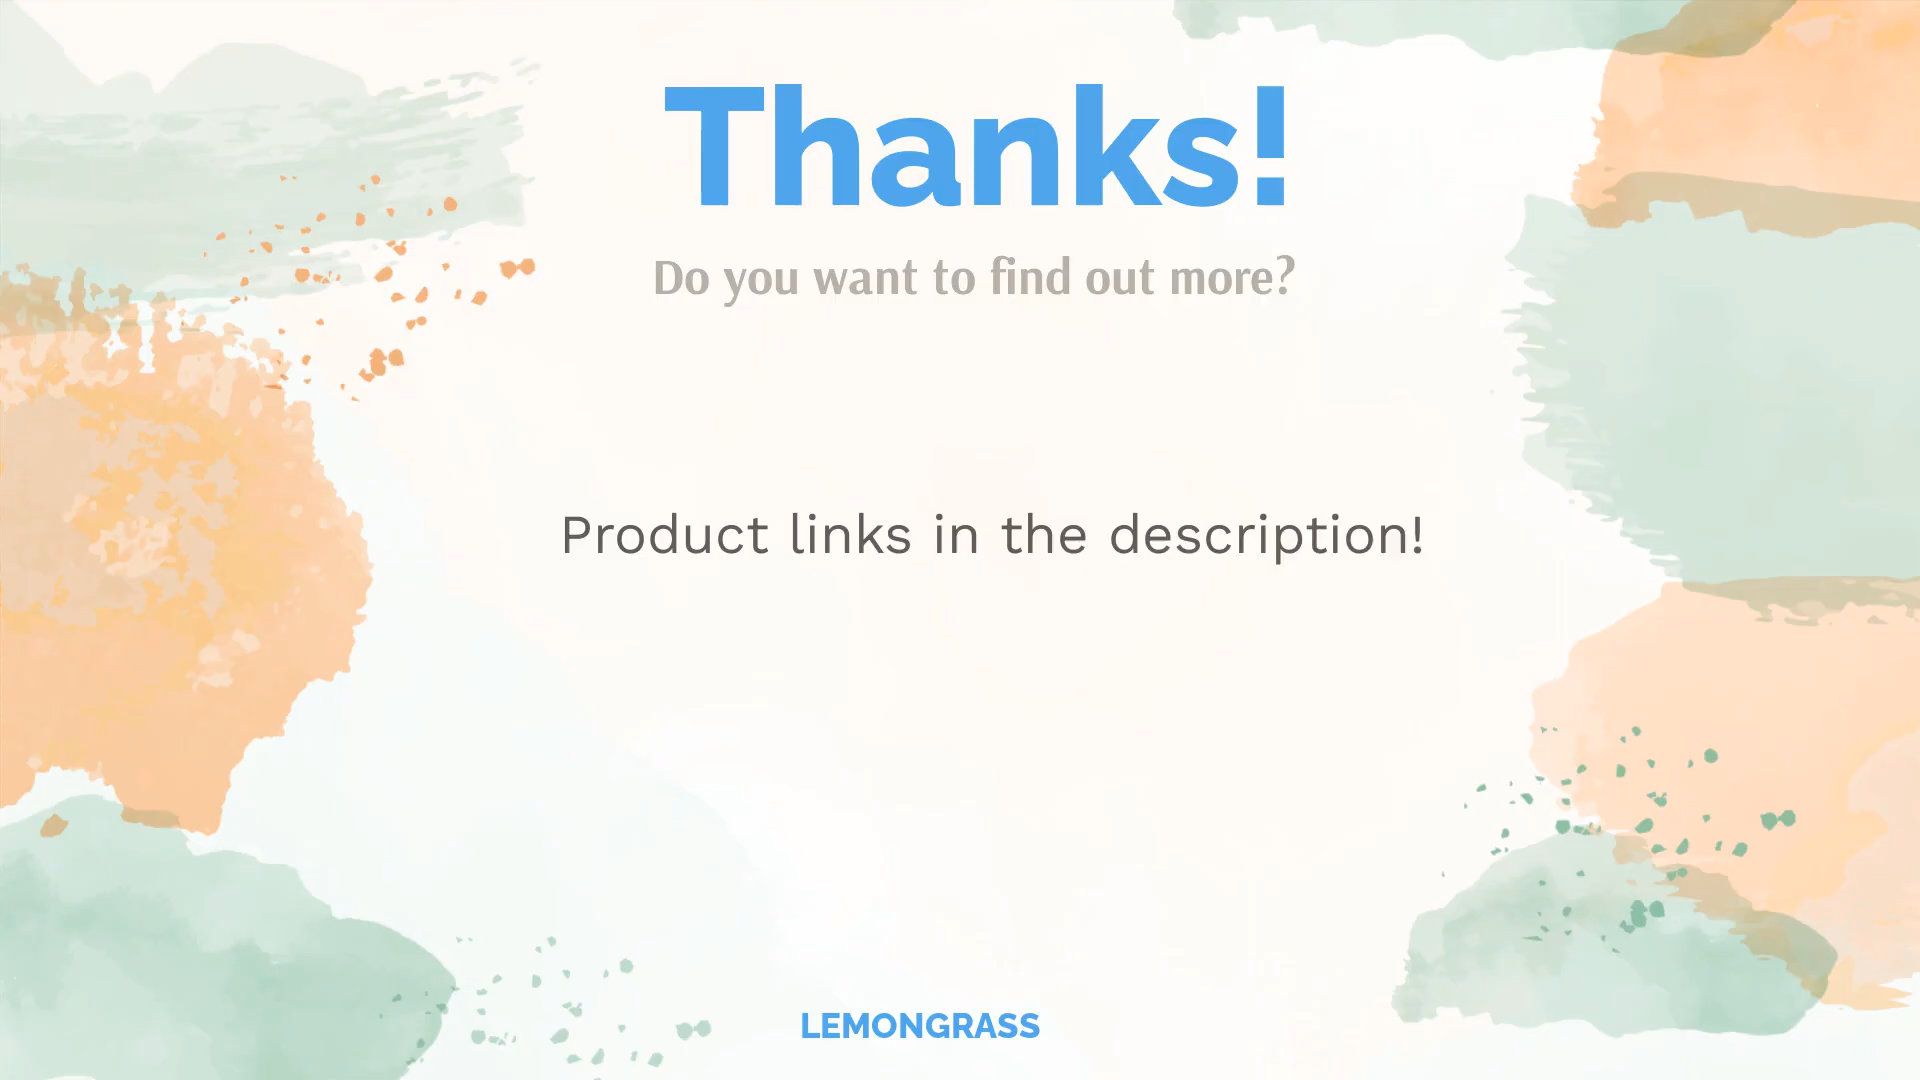 Thanks!
Do you want to find out more?
Product links in the description!
LEMONGRASS